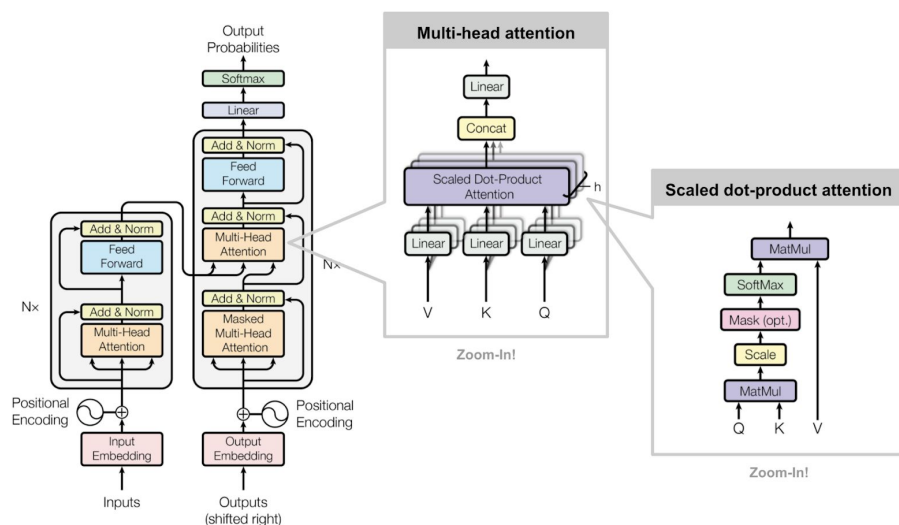 Output
Probabilities
Softmax
Linear
Add & Norm
Feed
Forward
Add & Norm
Multi-Head
Attention
Add & Norm
Masked
Multi-Head
Attention
Nx
Positional
Encoding
Output
Embedding
Outputs
(shifted right)
Add & Norm
Feed
Forward
Nx
Add & Norm
Multi-Head
Attention
Positional
Encoding
Input
Embedding
Inputs
Multi-head attention
Linear
Concat
Scaled Dot-Product
Attention
h
Linear Linear Linear
V K Q
Zoom-In!
Scaled dot-product attention
MatMul
SoftMax
Mask (opt.)
Scale
MatMul
Q K V
Zoom-In!